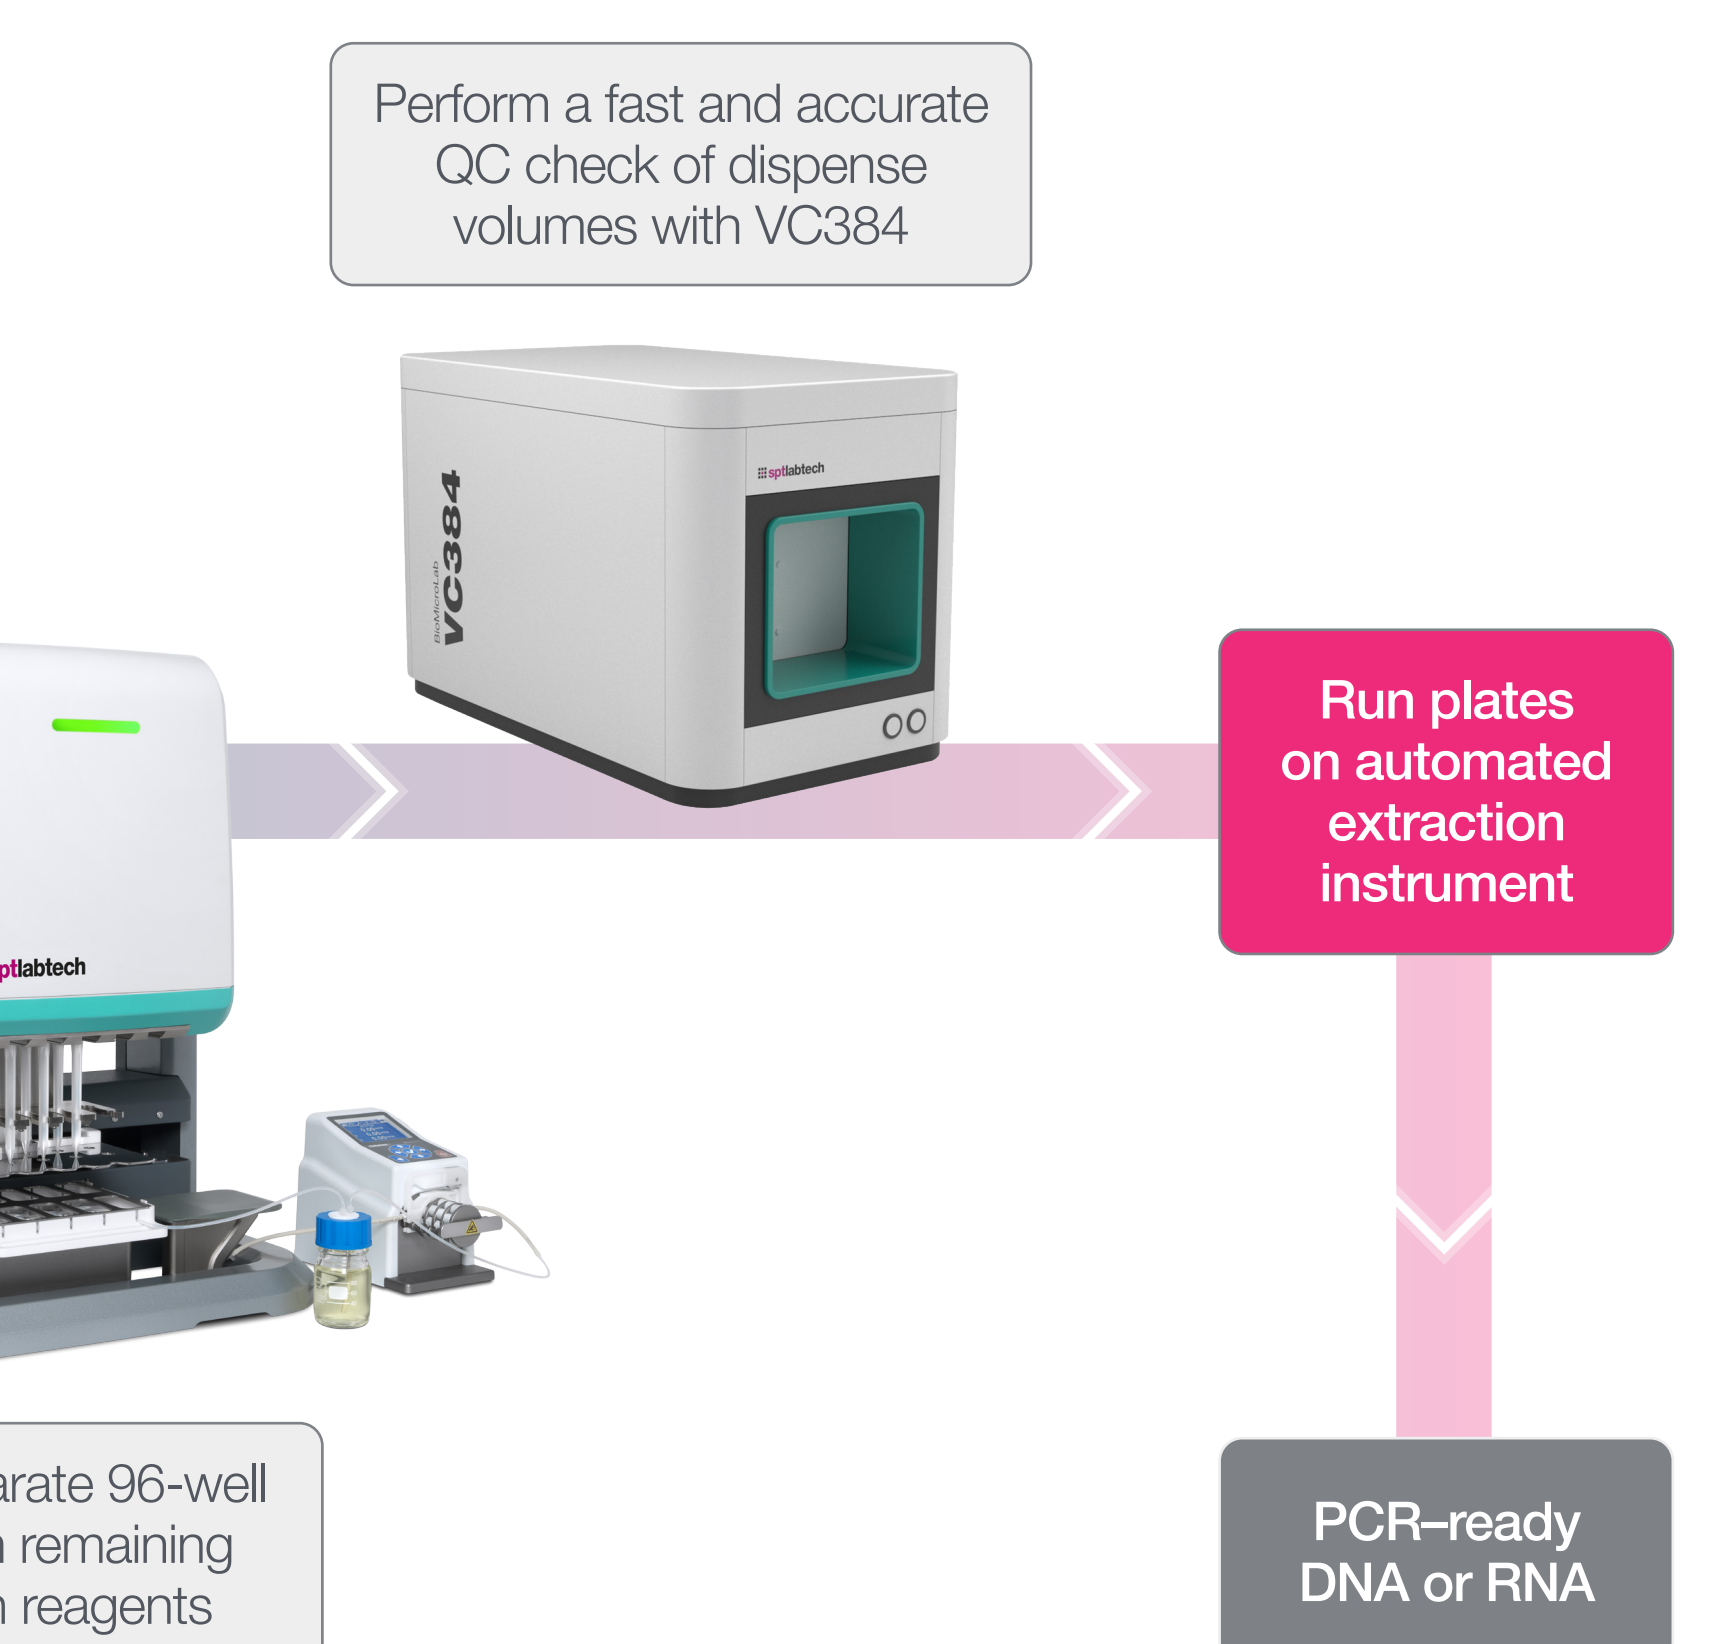 Perform a fast and accurate
QC check of dispense
volumes with VC384
sptlabtech
BioMicroLab
VC384
Run plates
on automated
extraction
instrument
ptlabtech
arate 96-well
remaining
reagents
PCR–ready
DNA or RNA